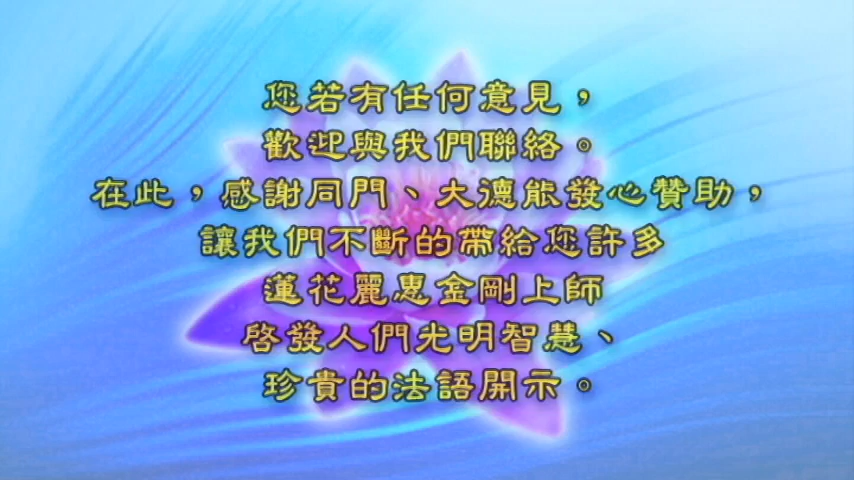 您若有任何意見，
歡迎與我們聯絡。
在此，感謝同門、大德能發心贊助，
讓我們不斷的帶給您許多
蓮花麗惠金剛上師
啓發人們光明智慧、
珍貴的法語開示。